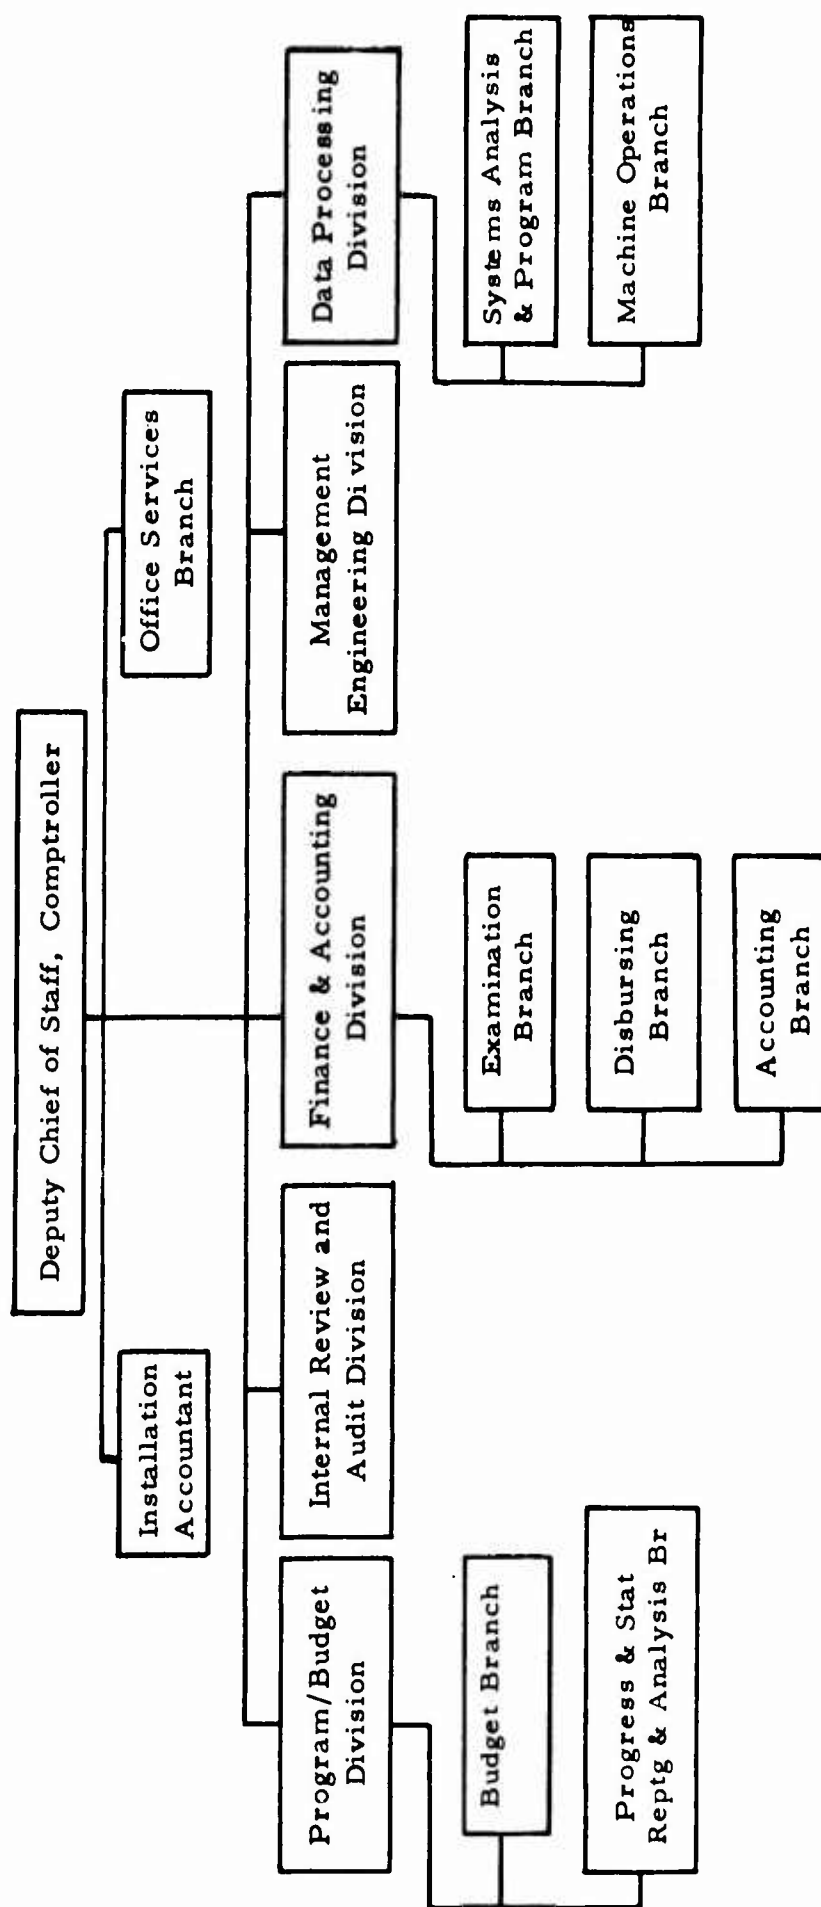 Deputy Chief of Staff, Comptroller
Installation
Accountant
Office Services
Branch
Program/Budget
Division
Internal Review and
Audit Division
Finance & Accounting
Division
Management
Engineering Division
Data Processing
Division
Budget Branch
Progress & Stat
Reptg & Analysis Br
Examination
Branch
Disbursing
Branch
Accounting
Branch
Systems Analysis
& Program Branch
Machine Operations
Branch